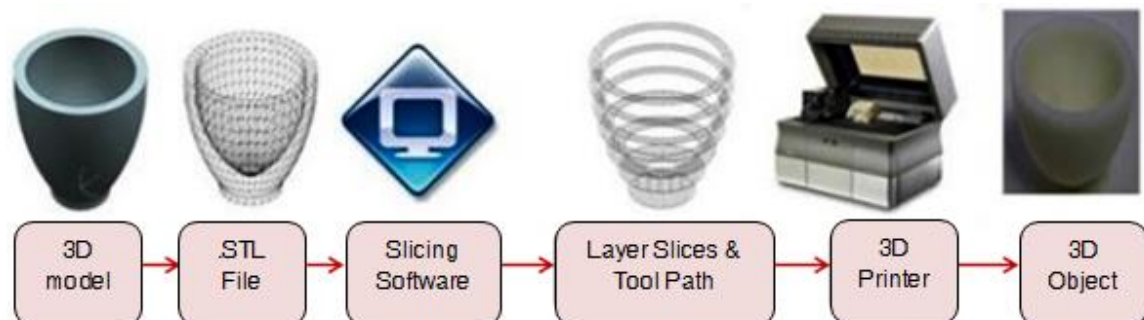 3D
model
.STL
File
Slicing
Software
Layer Slices &
Tool Path
3D
Printer
3D
Object